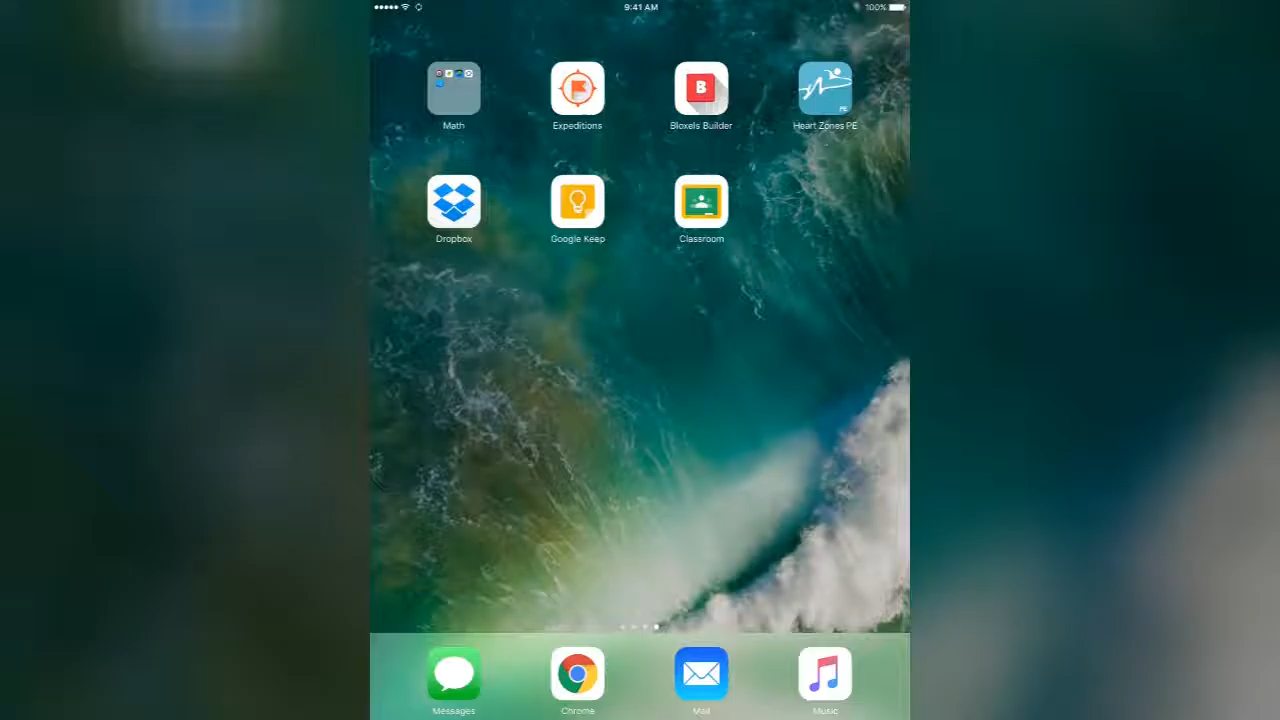 9:41 AM
100%
Math
Expeditions
B
Bloxels Builder
PE
Heart Zones PE
Dropbox
Google Keep
Classroom
Messages
Chrome
Mail
Music